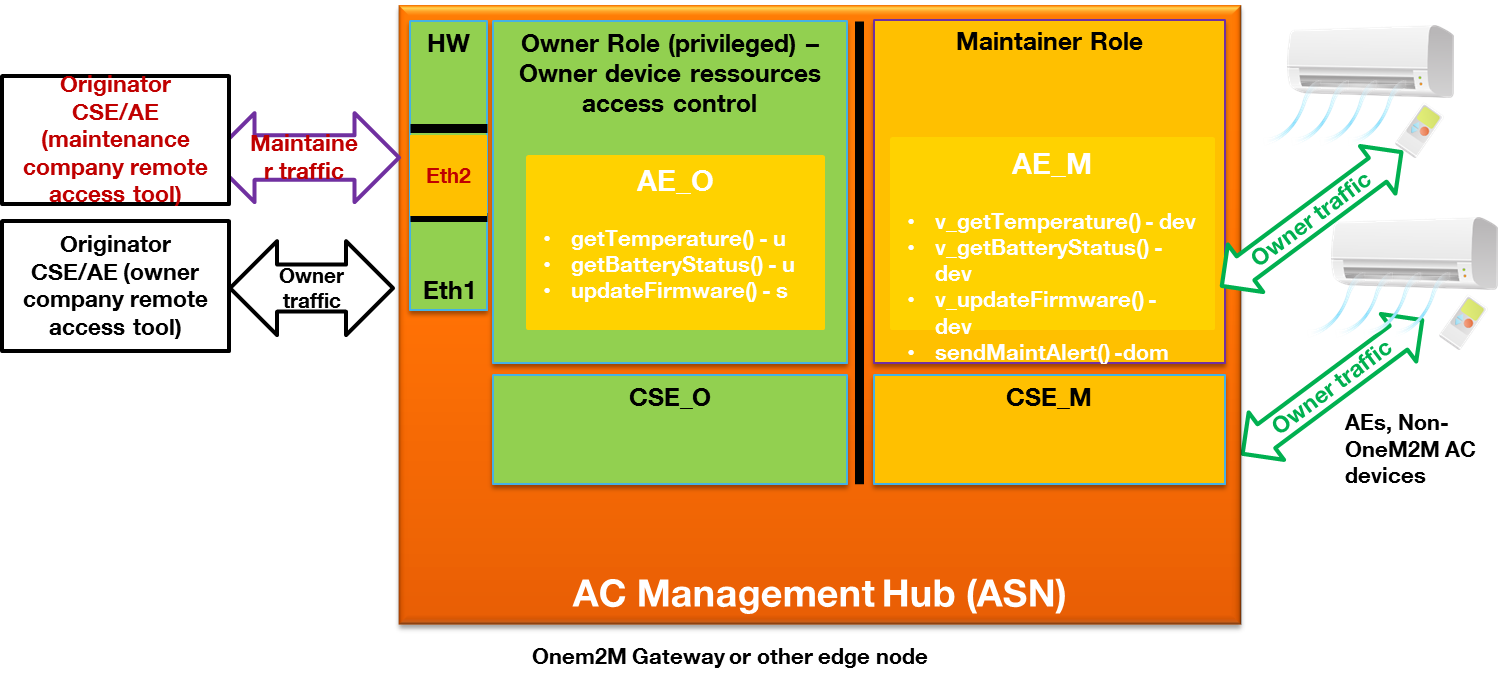 Originator
CSE/AE
(maintenance
company remote
access tool)
Maintaine
r traffic
Originator
CSE/AE (owner
company remote
access tool)
Owner
traffic
HW
Eth2
Eth1
Owner Role (privileged) –
Owner device ressources
access control
AE_O
• getTemperature() - u
• getBatteryStatus() - u
• updateFirmware() - s
CSE_O
Maintainer Role
AE_M
• v_getTemperature() - dev
• v_getBatteryStatus() -
dev
• v_updateFirmware() -
dev
• sendMaintAlert() -dom
CSE_M
Owner traffic
Owner traffic
AEs, Non-
OneM2M AC
devices
AC Management Hub (ASN)
Onem2M Gateway or other edge node